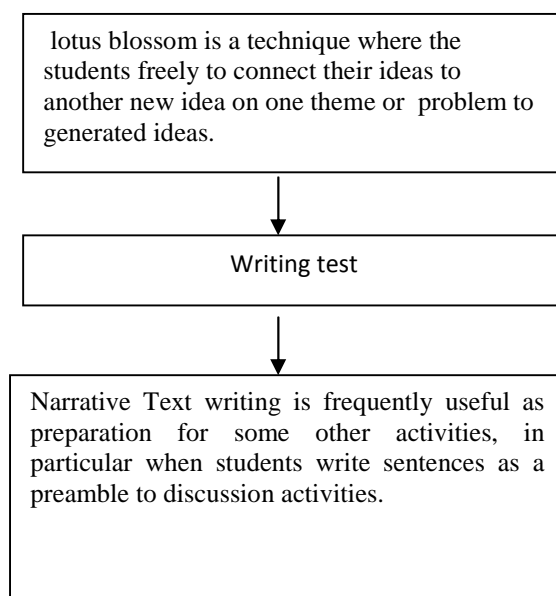 lotus blossom is a technique where the
students freely to connect their ideas to
another new idea on one theme or problem to
generated ideas.
Writing test
Narrative Text writing is frequently useful as
preparation for some other activities, in
particular when students write sentences as a
preamble to discussion activities.